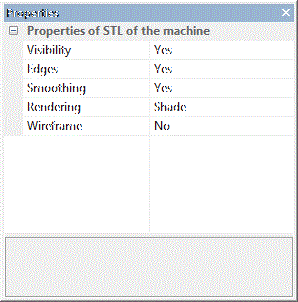 Properties
Properties of STL of the machine
Visibility Yes
Edges Yes
Smoothing Yes
Rendering Shade
Wireframe No